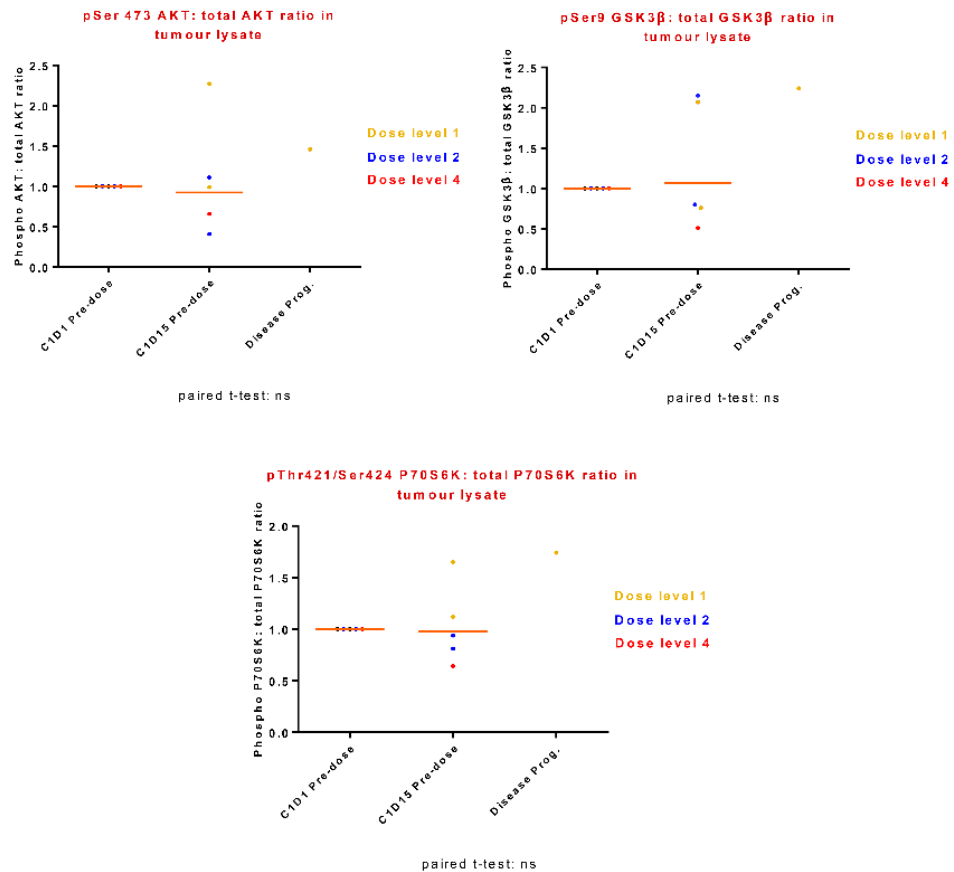 pSer 473 AKT: total AKT ratio in
tumour lysate
Phospho AKT: total AKT ratio
2.5
2.0
1.5
1.0
0.5
0.0
C1D1 Pre-dose
C1D15 Pre-dose
Disease Prog.
Dose level 1
Dose level 2
Dose level 4
paired t-test: ns
pSer9 GSK3β: total GSK3β ratio in
tumour lysate
Phospho GSK3β: total GSK3β ratio
2.5
2.0
1.5
1.0
0.5
0.0
C1D1 Pre-dose
C1D15 Pre-dose
Disease Prog.
Dose level 1
Dose level 2
Dose level 4
paired t-test: ns
pThr421/Ser424 P70S6K: total P70S6K ratio in
tumour lysate
Phospho P70S6K: total P70S6K ratio
2.0
1.5
1.0
0.5
0.0
C1D1 Pre-dose
C1D15 Pre-dose
Disease Prog.
Dose level 1
Dose level 2
Dose level 4
paired t-test: ns